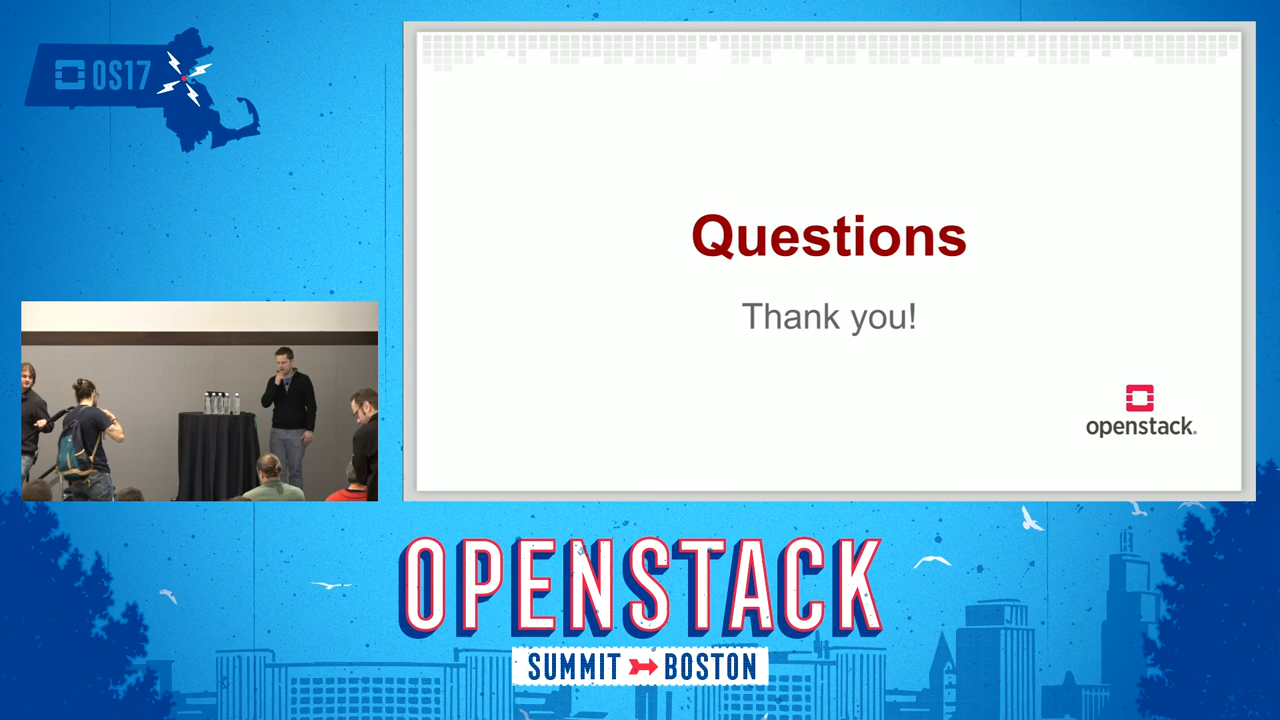 OS17
Questions
Thank you!
openstack.
OPENSTACK
SUMMIT BOSTON